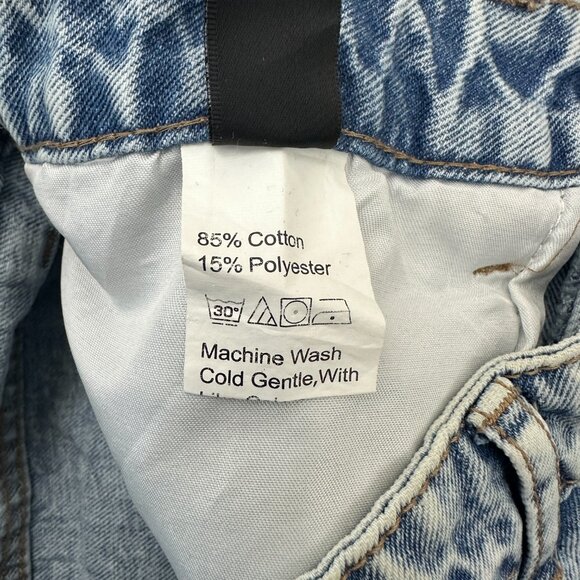 85% Cotton
15% Polyester
30°
Machine Wash
Cold Gentle,With